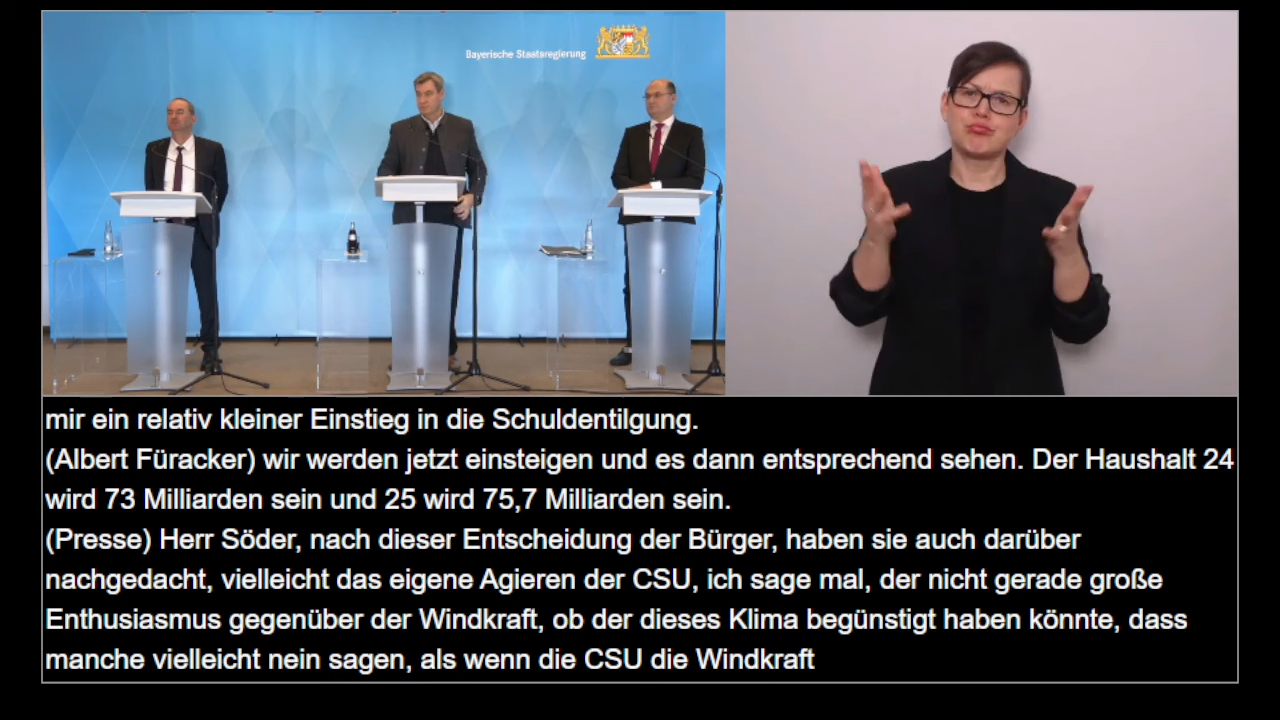 Bayerische Staatsregierung
mir ein relativ kleiner Einstieg in die Schuldentilgung.
(Albert Füracker) wir werden jetzt einsteigen und es dann entsprechend sehen. Der Haushalt 24
wird 73 Milliarden sein und 25 wird 75,7 Milliarden sein.
(Presse) Herr Söder, nach dieser Entscheidung der Bürger, haben sie auch darüber
nachgedacht, vielleicht das eigene Agieren der CSU, ich sage mal, der nicht gerade große
Enthusiasmus gegenüber der Windkraft, ob der dieses Klima begünstigt haben könnte, dass
manche vielleicht nein sagen, als wenn die CSU die Windkraft